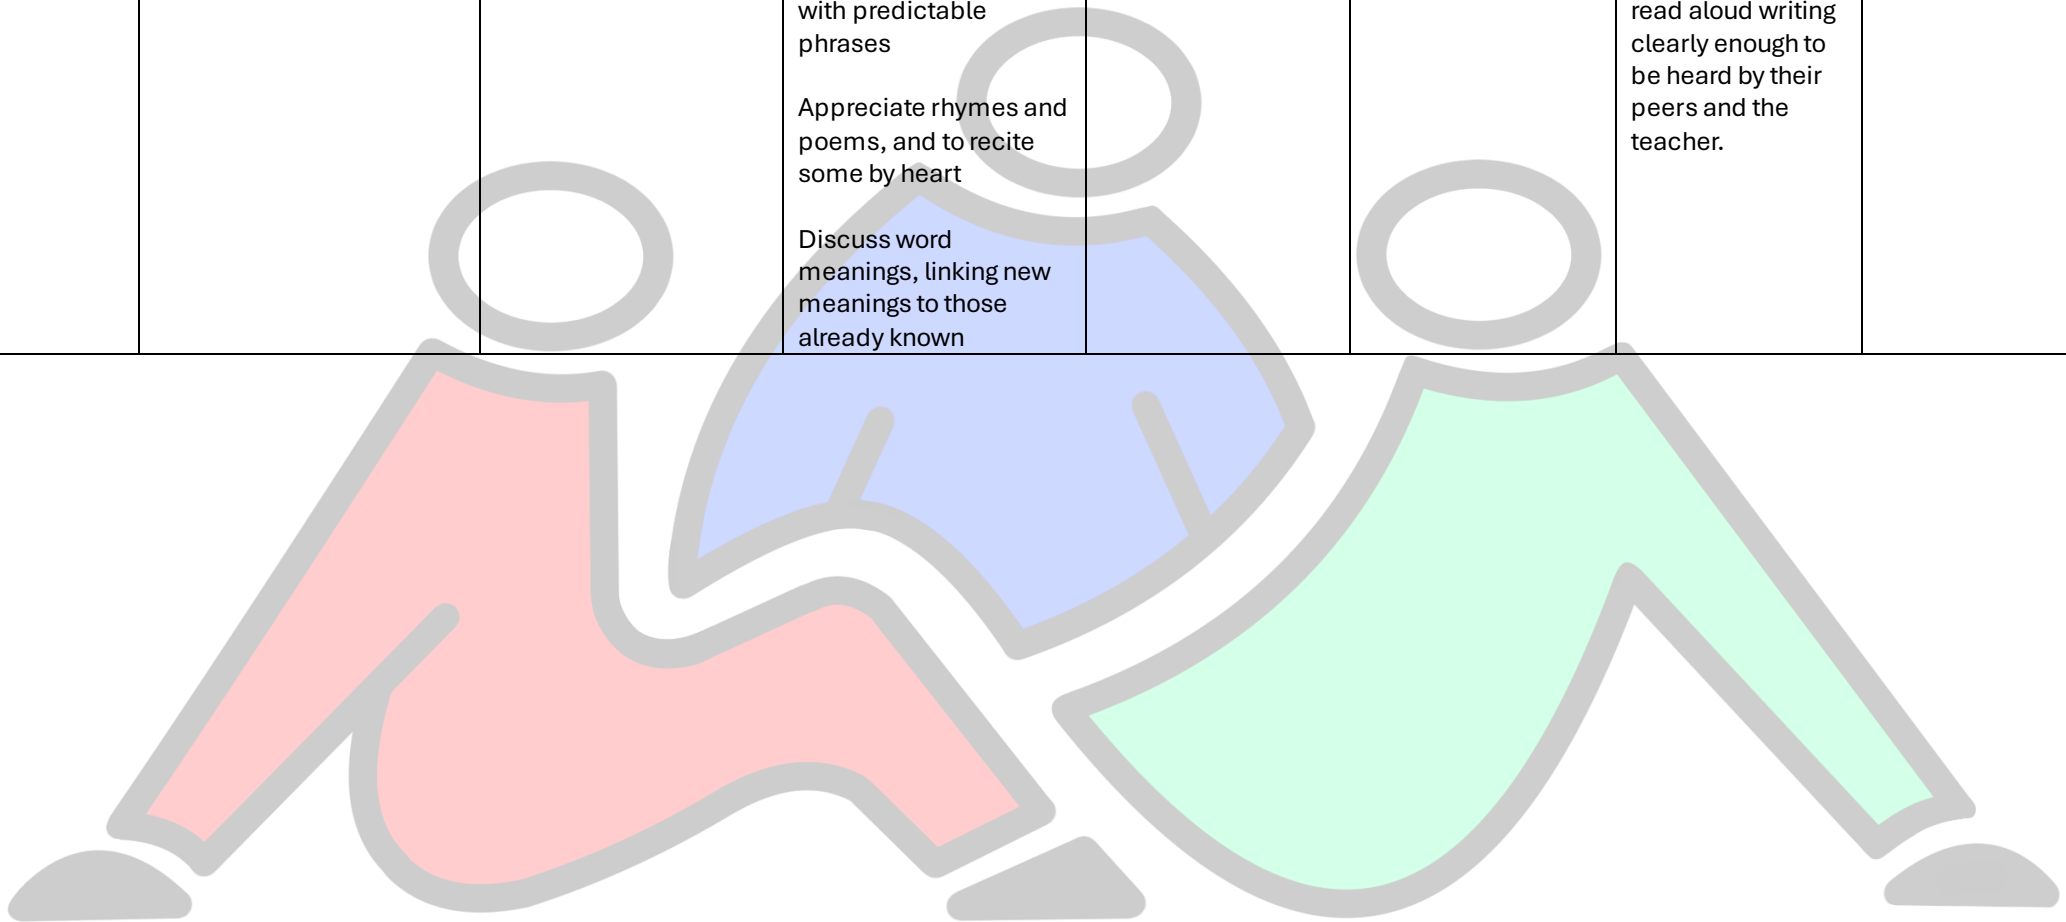 with predictable
phrases
Appreciate rhymes and
poems, and to recite
some by heart
Discuss word
meanings, linking new
meanings to those
already known
read aloud writing
clearly enough to
be heard by their
peers and the
teacher.